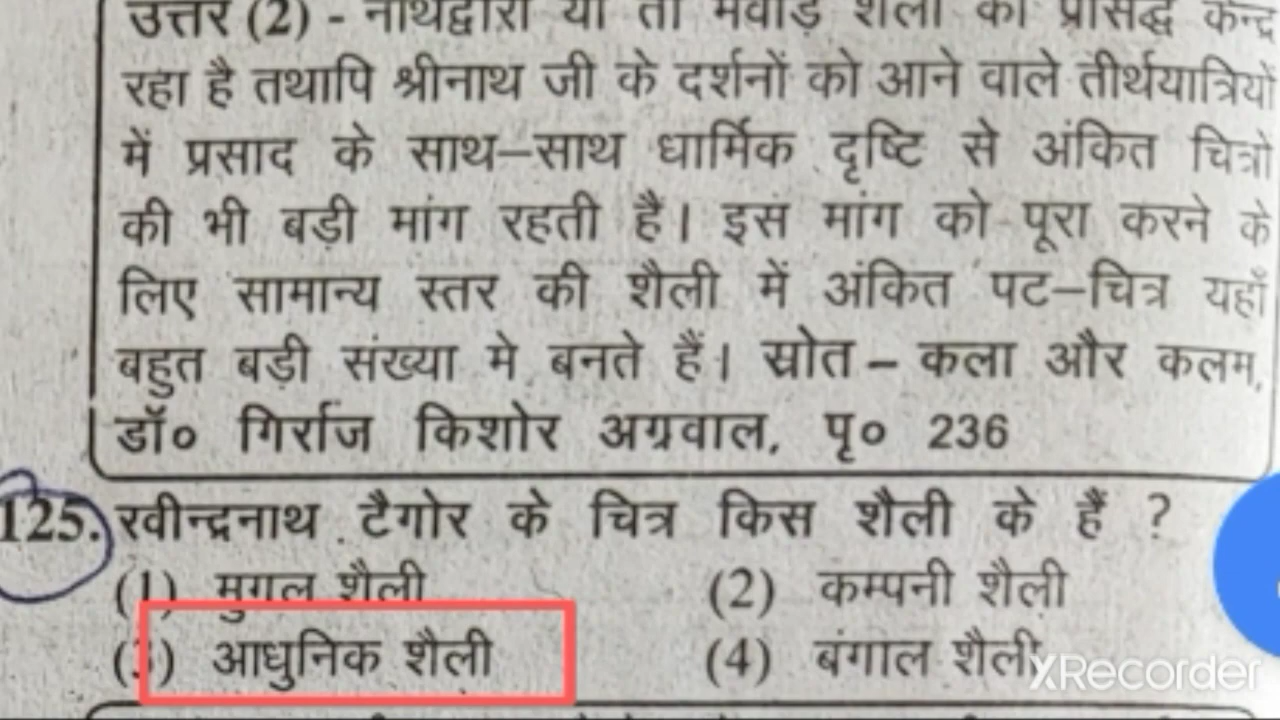 उत्तर (2) - नाथद्वारा यों तो मेवाड़ शैली का प्रसिद्ध केन्द्र
रहा है तथापि श्रीनाथ जी के दर्शनों को आने वाले तीर्थयात्रियों
में प्रसाद के साथ–साथ धार्मिक दृष्टि से अंकित चित्रो
की भी बड़ी मांग रहती है। इस मांग को पूरा करने के
लिए सामान्य स्तर की शैली में अंकित पट–चित्र यहाँ
बहुत बड़ी संख्या मे बनते हैं। स्रोत – कला और कलम,
डॉ० गिर्राज किशोर अग्रवाल, पृ० 236
125. रवीन्द्रनाथ टैगोर के चित्र किस शैली के हैं ?
(1) मुगल शैली (2) कम्पनी शैली
(3) आधुनिक शैली (4) बंगाल शैली
XRecorder